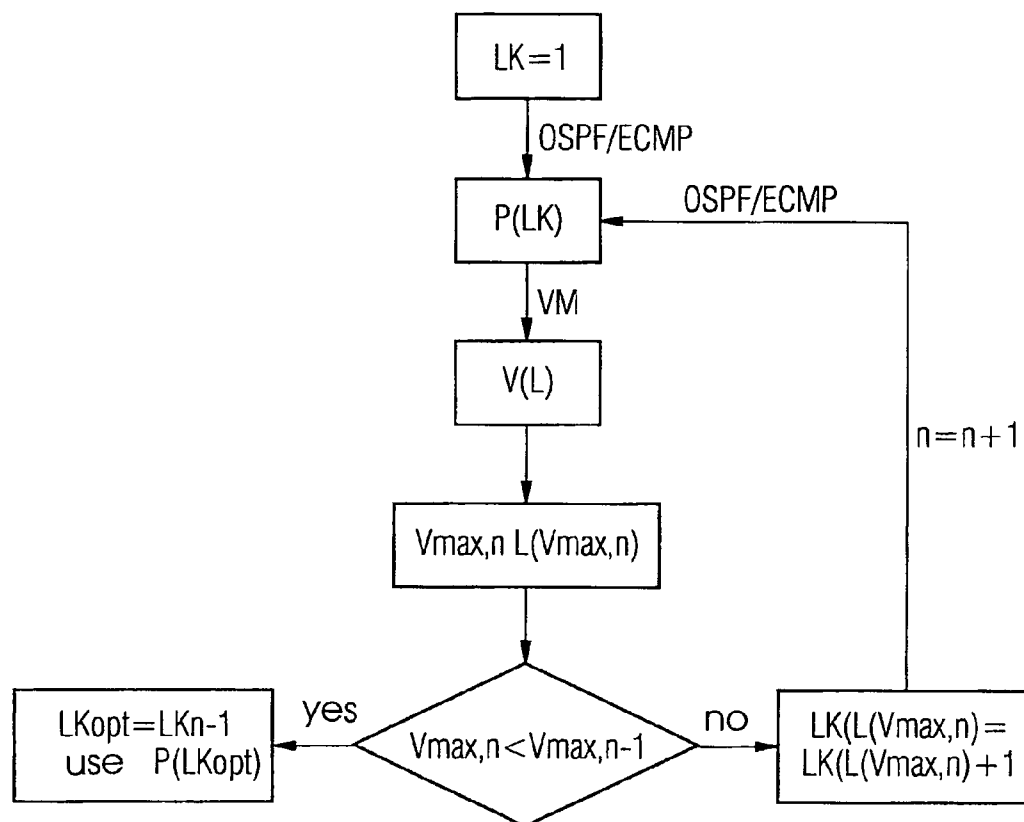 LK=1
OSPF/ECMP
P(LK)
OSPF/ECMP
VM
V(L)
n=n+1
Vmax,n L(Vmax,n)
LKopt=LKn-1
use P(LKopt)
yes
Vmax,n<Vmax,n-1
no
LK(L(Vmax,n)=
LK(L(Vmax,n)+1